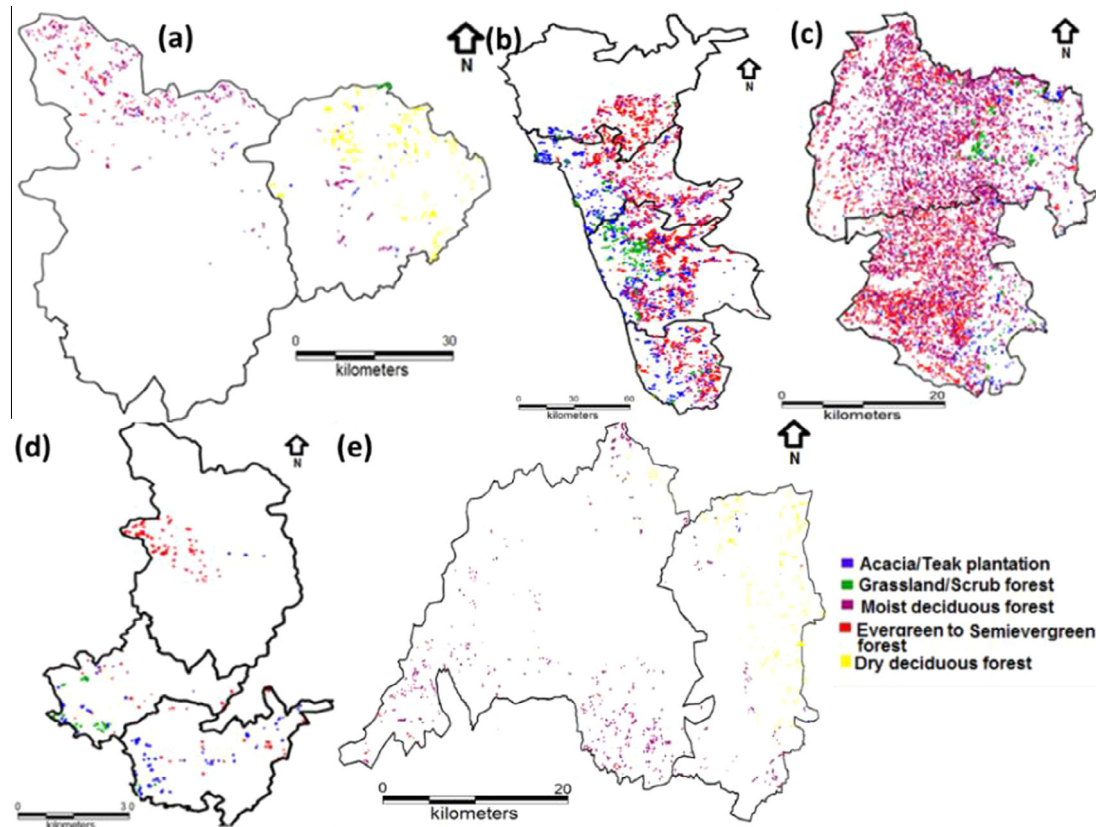 (a)
N
0 30
kilometers
(b)
N
0 30 60
kilometers
(c)
N
0 20
kilometers
(d)
N
0 30
kilometers
(e)
N
0 20
kilometers
Acacia/Teak plantation
Grassland/Scrub forest
Moist deciduous forest
Evergreen to Semievergreen
forest
Dry deciduous forest